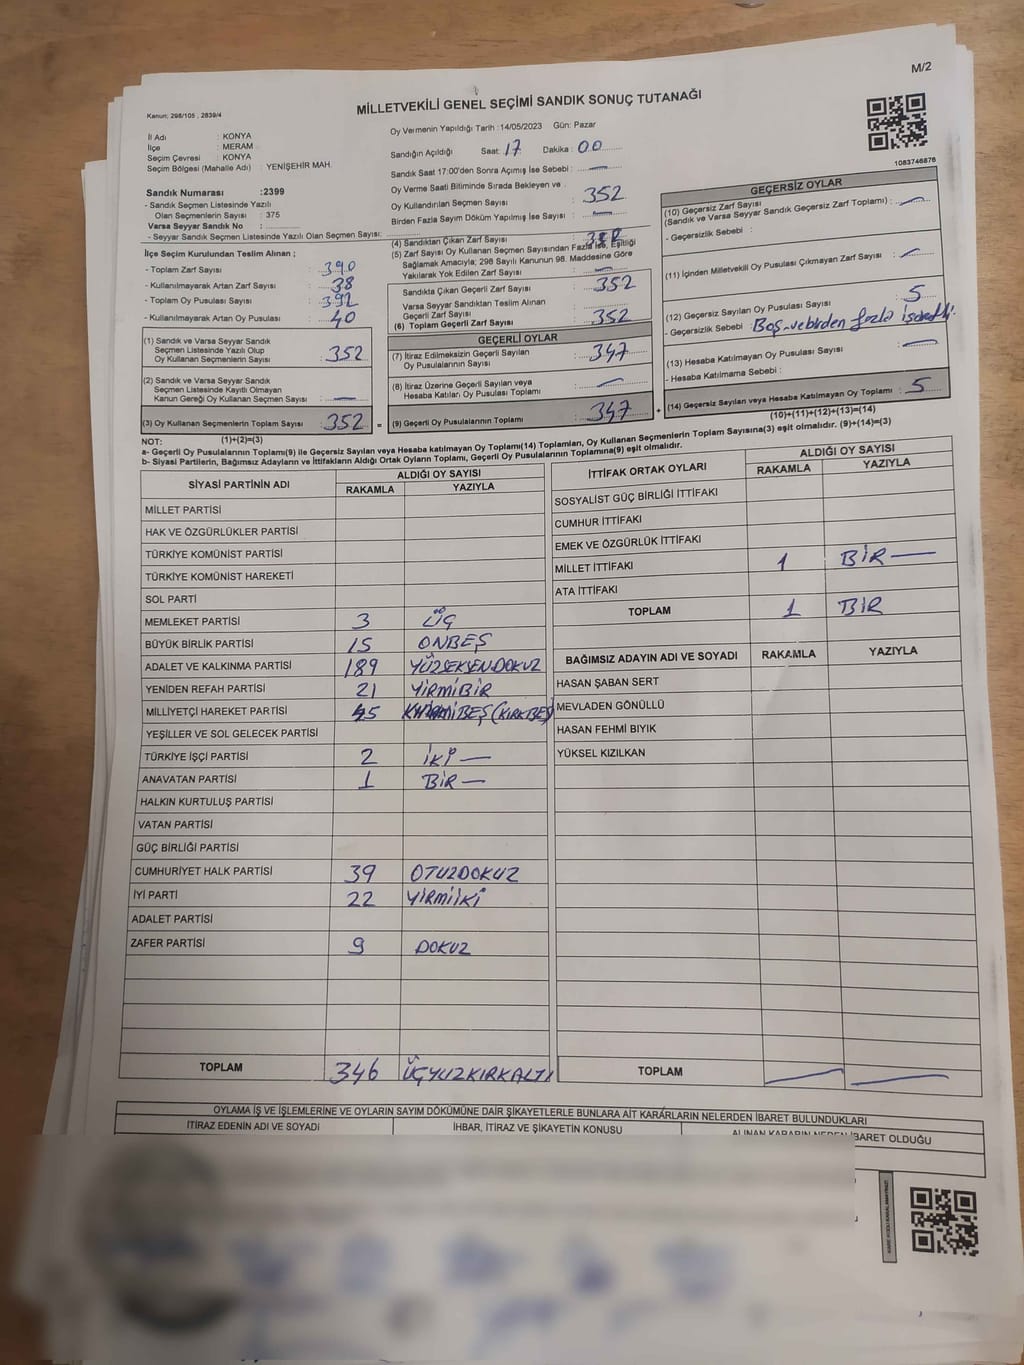 M/2
MİLLETVEKİLİ GENEL SEÇİMİ SANDIK SONUÇ TUTANAĞI
Kanun: 298/105 , 2839/4
İl Adı : KONYA
İlçe : MERAM
Seçim Çevresi : KONYA
Seçim Bölgesi (Mahalle Adı) : YENİŞEHİR MAH.
Sandık Numarası :2399
- Sandık Seçmen Listesinde Yazılı
Olan Seçmenlerin Sayısı : 375
Varsa Seyyar Sandık No :
- Seyyar Sandık Seçmen Listesinde Yazılı Olan Seçmen Sayısı:
İlçe Seçim Kurulundan Teslim Alınan ;
- Toplam Zarf Sayısı : 390
- Kullanılmayarak Artan Zarf Sayısı : 38
- Toplam Oy Pusulası Sayısı : 392
- Kullanılmayarak Artan Oy Pusulası : 40
(1) Sandık ve Varsa Seyyar Sandık
Seçmen Listesinde Yazılı Olup
Oy Kullanan Seçmenlerin Sayısı : 352
(2) Sandık ve Varsa Seyyar Sandık
Seçmen Listesinde Kayıtlı Olmayan
Kanun Gereği Oy Kullanan Seçmen Sayısı : —
(3) Oy Kullanan Seçmenlerin Toplam Sayısı : 352
(1)+(2)=(3)
Oy Vermenin Yapıldığı Tarih : 14/05/2023 Gün: Pazar
Sandığın Açıldığı Saat: 17 Dakika : 00
Sandık Saat 17:00'den Sonra Açılmış İse Sebebi : —
Oy Verme Saati Bitiminde Sırada Bekleyen ve
Oy Kullandırılan Seçmen Sayısı : 352
Birden Fazla Sayım Döküm Yapılmış İse Sayısı : —
(4) Sandıktan Çıkan Zarf Sayısı :
(5) Zarf Sayısı Oy Kullanan Seçmen Sayısından Fazla İse, Eşitliği
Sağlamak Amacıyla; 298 Sayılı Kanunun 98. Maddesine Göre
Yakılarak Yok Edilen Zarf Sayısı : —
Sandıkta Çıkan Geçerli Zarf Sayısı : 352
Varsa Seyyar Sandıktan Teslim Alınan
Geçerli Zarf Sayısı :
(6) Toplam Geçerli Zarf Sayısı : 352
GEÇERLİ OYLAR
(7) İtiraz Edilmeksizin Geçerli Sayılan
Oy Pusulalarının Sayısı : 347
(8) İtiraz Üzerine Geçerli Sayılan veya
Hesaba Katılan Oy Pusulası Toplamı : —
(9) Geçerli Oy Pusulalarının Toplamı : 347
1083746876
GEÇERSİZ OYLAR
(10) Geçersiz Zarf Sayısı
(Sandık ve Varsa Seyyar Sandık Geçersiz Zarf Toplamı) : —
- Geçersizlik Sebebi :
(11) İçinden Milletvekili Oy Pusulası Çıkmayan Zarf Sayısı : —
(12) Geçersiz Sayılan Oy Pusulası Sayısı : 5
- Geçersizlik Sebebi : Boş ve birden fazla
(13) Hesaba Katılmayan Oy Pusulası Sayısı : —
- Hesaba Katılmama Sebebi :
(14) Geçersiz Sayılan veya Hesaba Katılmayan Oy Toplamı : 5
(10)+(11)+(12)+(13)=(14)
NOT:
a- Geçerli Oy Pusulalarının Toplamı(9) ile Geçersiz Sayılan veya Hesaba katılmayan Oy Toplamı(14) Toplamları, Oy Kullanan Seçmenlerin Toplam Sayısına(3) eşit olmalıdır. (9)+(14)=(3)
b- Siyasi Partilerin, Bağımsız Adayların ve İttifakların Aldığı Ortak Oyların Toplamı, Geçerli Oy Pusulalarının Toplamına(9) eşit olmalıdır.
SİYASİ PARTİNİN ADI ALDIĞI OY SAYISI
RAKAMLA YAZIYLA
MİLLET PARTİSİ
HAK VE ÖZGÜRLÜKLER PARTİSİ
TÜRKİYE KOMÜNİST PARTİSİ
TÜRKİYE KOMÜNİST HAREKETİ
SOL PARTİ
MEMLEKET PARTİSİ 3 ÜÇ
BÜYÜK BİRLİK PARTİSİ 15 ONBEŞ
ADALET VE KALKINMA PARTİSİ 189 YÜZSEKSENDOKUZ
YENİDEN REFAH PARTİSİ 21 YİRMİBİR
MİLLİYETÇİ HAREKET PARTİSİ 45 (KIRKBEŞ)
YEŞİLLER VE SOL GELECEK PARTİSİ
TÜRKİYE İŞÇİ PARTİSİ 2 İKİ —
ANAVATAN PARTİSİ 1 BİR —
HALKIN KURTULUŞ PARTİSİ
VATAN PARTİSİ
GÜÇ BİRLİĞİ PARTİSİ
CUMHURİYET HALK PARTİSİ 39 OTUZDOKUZ
İYİ PARTİ 22 YİRMİİKİ
ADALET PARTİSİ
ZAFER PARTİSİ 9 DOKUZ
TOPLAM 346 ÜÇYÜZKIRKALTI
İTTİFAK ORTAK OYLARI ALDIĞI OY SAYISI
RAKAMLA YAZIYLA
SOSYALİST GÜÇ BİRLİĞİ İTTİFAKI
CUMHUR İTTİFAKI
EMEK VE ÖZGÜRLÜK İTTİFAKI
MİLLET İTTİFAKI 1 BİR —
ATA İTTİFAKI
TOPLAM 1 BİR
BAĞIMSIZ ADAYIN ADI VE SOYADI RAKAMLA YAZIYLA
HASAN ŞABAN SERT
MEVLADEN GÖNÜLLÜ
HASAN FEHMI BIYIK
YÜKSEL KIZILKAN
TOPLAM — —
OYLAMA İŞ VE İŞLEMLERİNE VE OYLARIN SAYIM DÖKÜMÜNE DAİR ŞİKAYETLERLE BUNLARA AİT KARARLARIN NELERDEN İBARET BULUNDUKLARI
İTİRAZ EDENİN ADI VE SOYADI İHBAR, İTİRAZ VE ŞİKAYETİN KONUSU ALINAN KARARIN NEDEN İBARET OLDUĞU